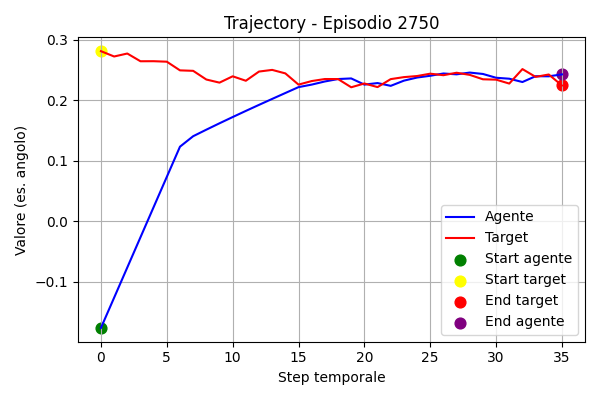 Trajectory - Episodio 2750
Valore (es. angolo)
0.3
0.2
0.1
0.0
−0.1
0
5
10
15
20
25
30
35
Step temporale
Agente
Target
Start agente
Start target
End target
End agente